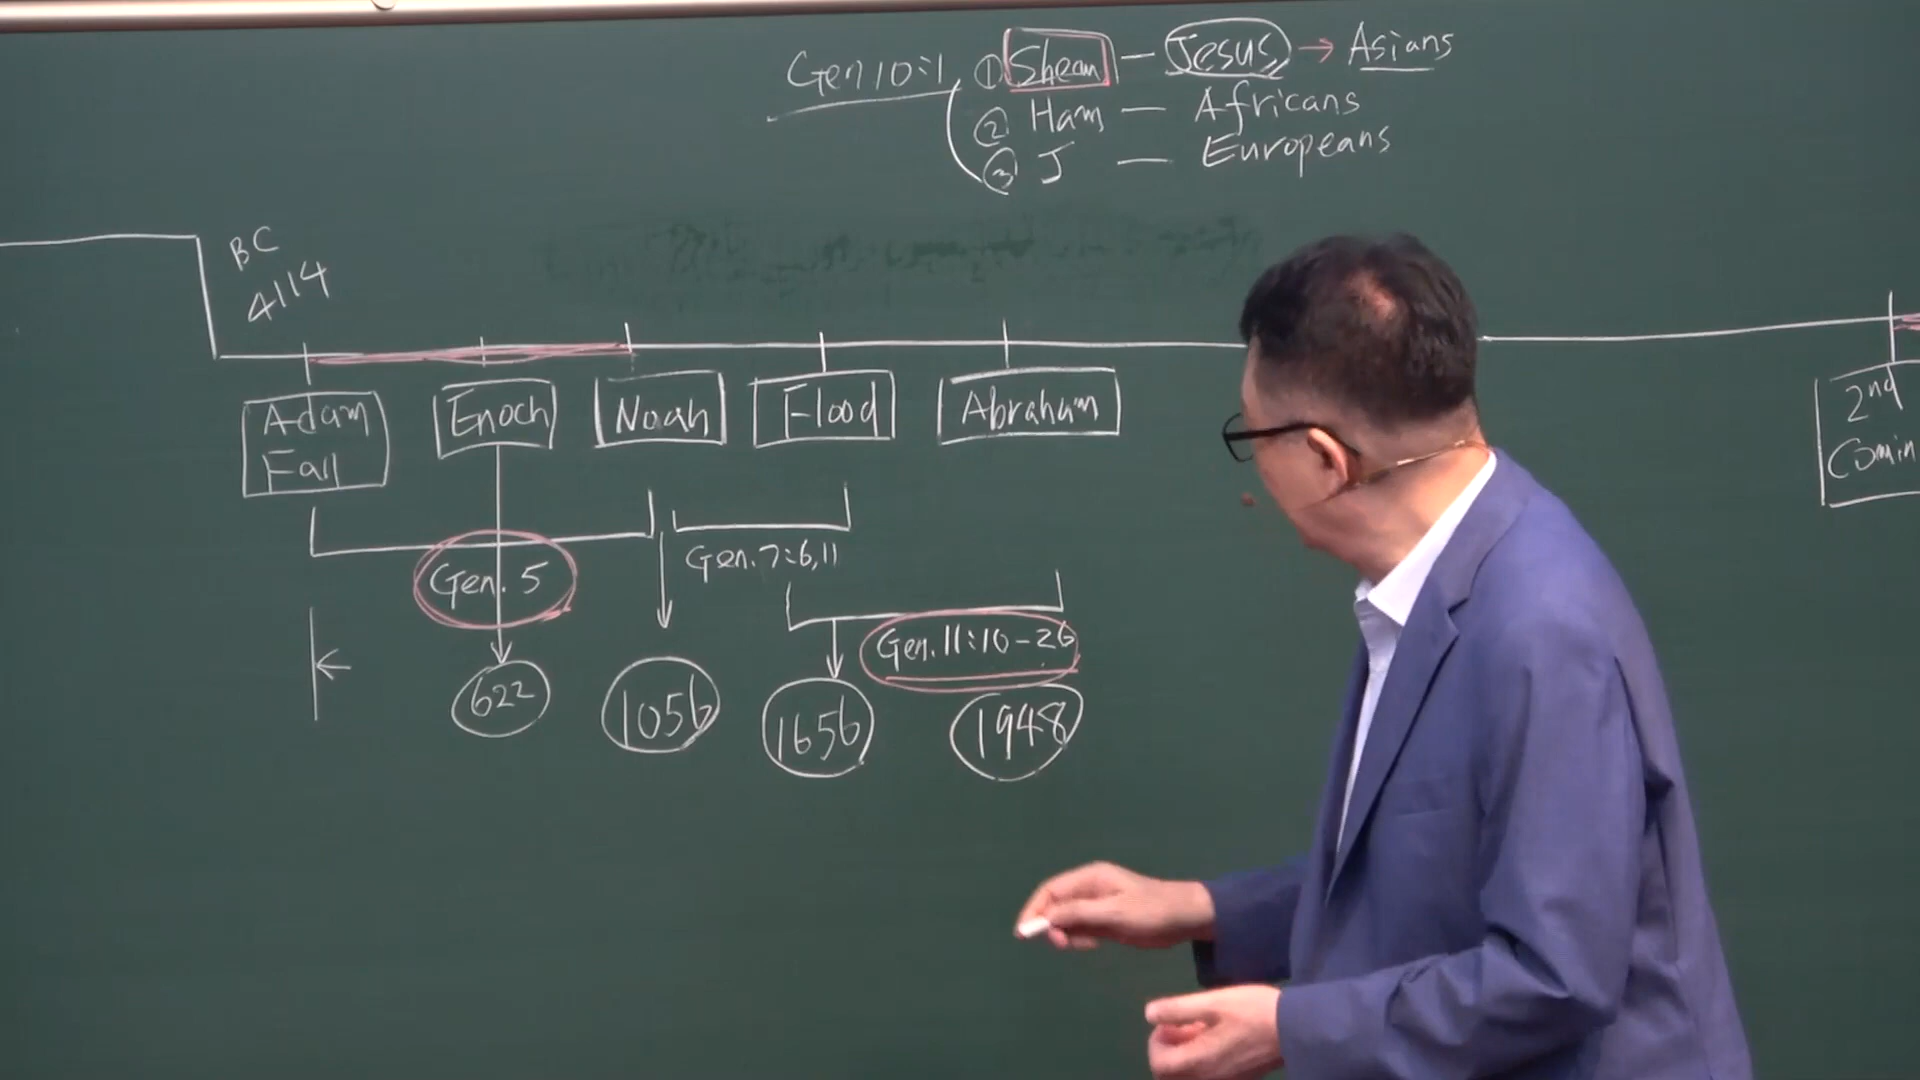 Gen 10:1 ① Sheam — Jesus → Asians
② Ham — Africans
③ J — Europeans
BC
4114
Adam
Fall
Enoch
Noah
Flood
Abraham
2nd
Comin
Gen. 5
Gen. 7:6,11
Gen. 11:10-26
622
1056
1656
1948